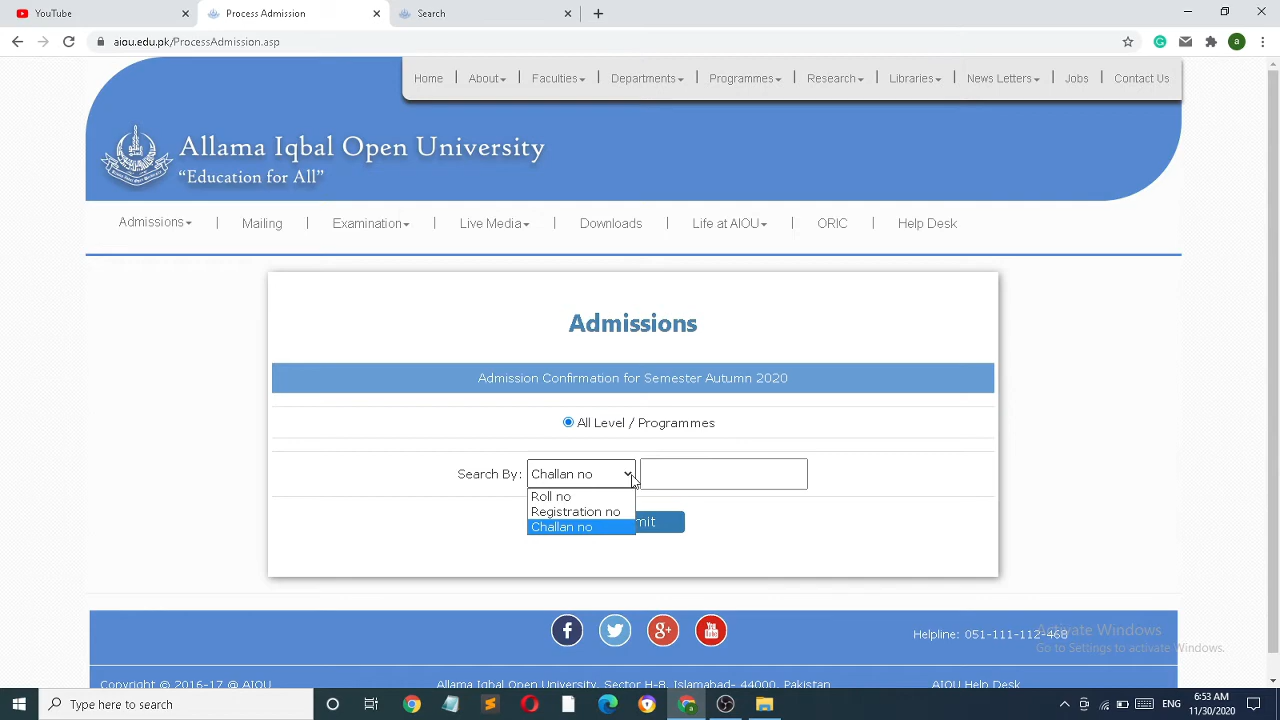 YouTube
Process Admission
Search
aiou.edu.pk/ProcessAdmission.asp
a
Home About Faculties Departments Programmes Research Libraries News Letters Jobs Contact Us
Allama Iqbal Open University
“Education for All”
Admissions | Mailing | Examination | Live Media | Downloads | Life at AIOU | ORIC | Help Desk
Admissions
Admission Confirmation for Semester Autumn 2020
All Level / Programmes
Search By: Challan no
Roll no
Registration no
Challan no
mit
Helpline: 051-111-112-468
Activate Windows
Go to Settings to activate Windows.
Copyright © 2016-17 @ AIOU Allama Iqbal Open University, Sector H-8, Islamabad- 44000, Pakistan AIOU Help Desk
Type here to search
ENG
6:53 AM
11/30/2020